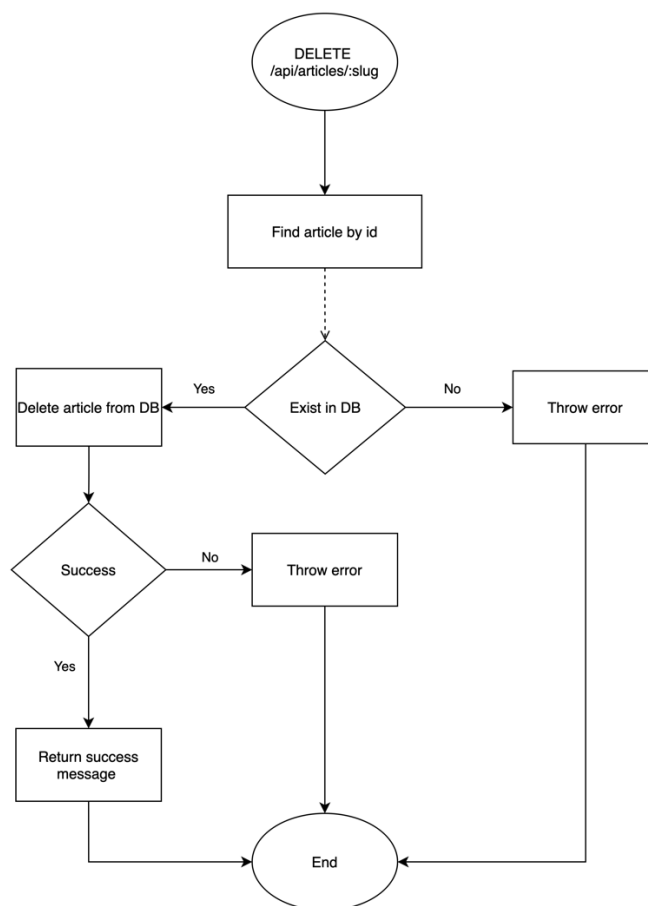 DELETE
/api/articles/:slug
Find article by id
Yes
No
Delete article from DB
Exist in DB
Throw error
Success
No
Throw error
Yes
Return success
message
End